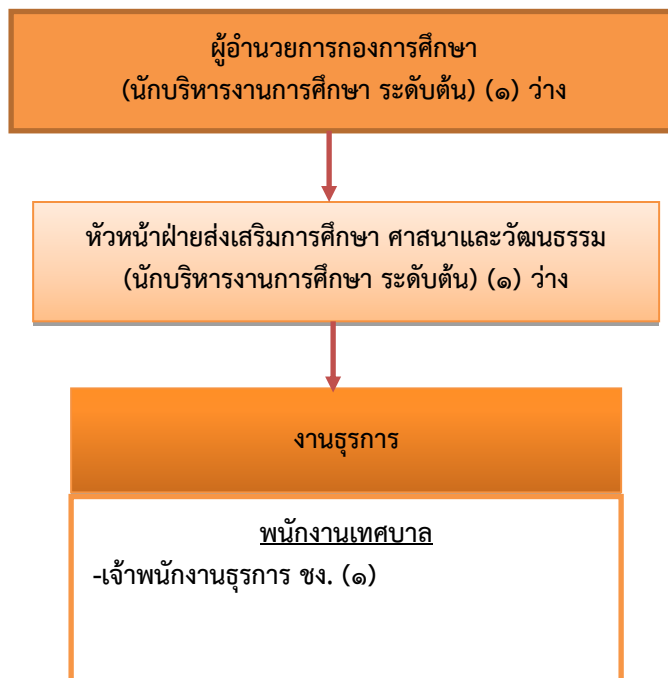 ผู้อำนวยการกองการศึกษา
(นักบริหารงานการศึกษา ระดับต้น) (๑) ว่าง
หัวหน้าฝ่ายส่งเสริมการศึกษา ศาสนาและวัฒนธรรม
(นักบริหารงานการศึกษา ระดับต้น) (๑) ว่าง
งานธุรการ
พนักงานเทศบาล
-เจ้าพนักงานธุรการ ชง. (๑)